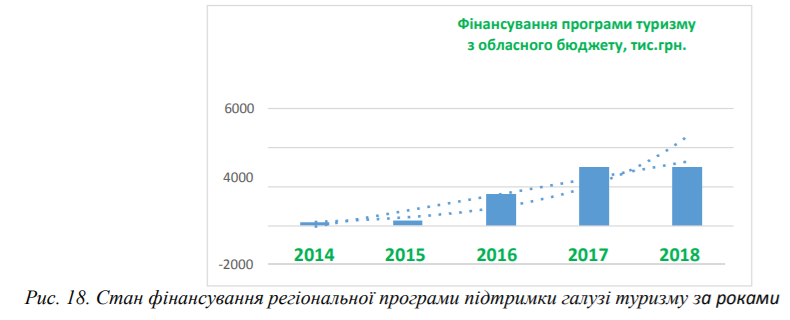 Фінансування програми туризму
з обласного бюджету, тис.грн.
6000
4000
-2000
2014 2015 2016 2017 2018
Рис. 18. Стан фінансування регіональної програми підтримки галузі туризму за роками